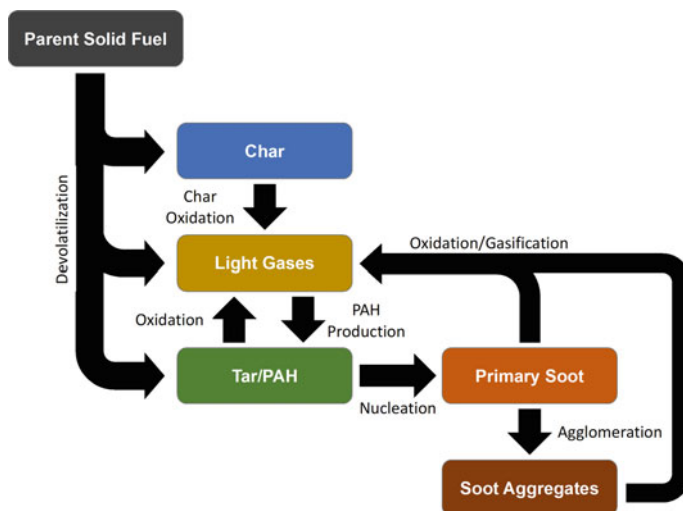 Parent Solid Fuel
Devolatilization
Char
Char
Oxidation
Light Gases
Oxidation/Gasification
Oxidation
PAH
Production
Tar/PAH
Nucleation
Primary Soot
Agglomeration
Soot Aggregates